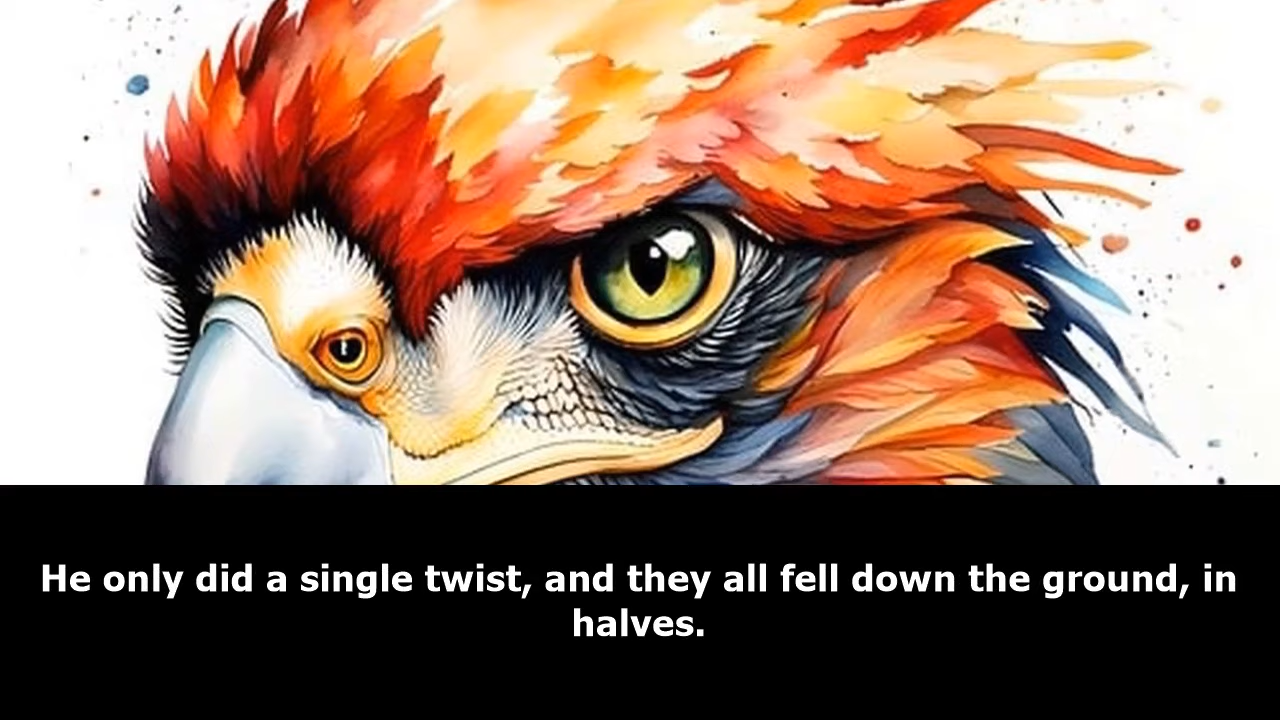 He only did a single twist, and they all fell down the ground, in
halves.